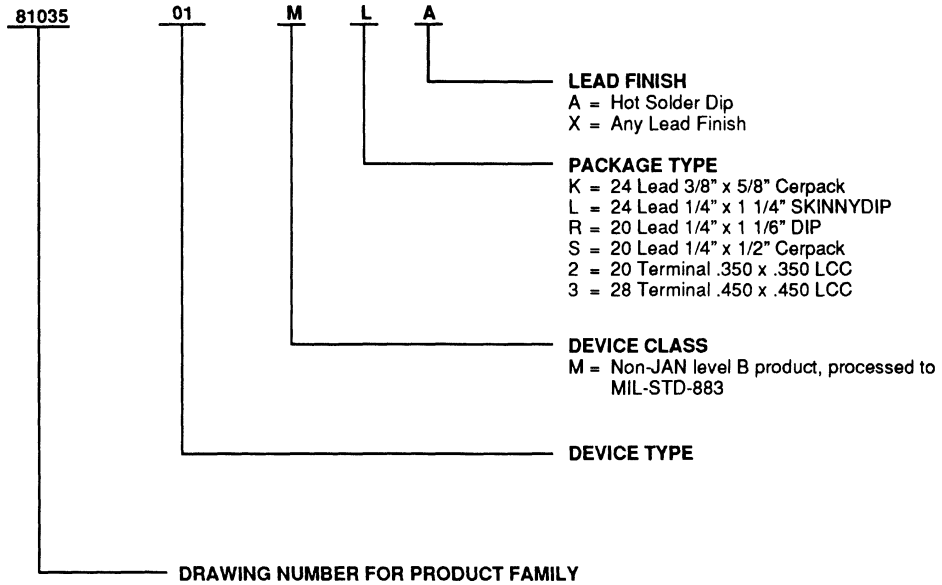 81035 01 M L A
LEAD FINISH
A = Hot Solder Dip
X = Any Lead Finish
PACKAGE TYPE
K = 24 Lead 3/8" x 5/8" Cerpack
L = 24 Lead 1/4" x 1 1/4" SKINNYDIP
R = 20 Lead 1/4" x 1 1/6" DIP
S = 20 Lead 1/4" x 1/2" Cerpack
2 = 20 Terminal .350 x .350 LCC
3 = 28 Terminal .450 x .450 LCC
DEVICE CLASS
M = Non-JAN level B product, processed to
MIL-STD-883
DEVICE TYPE
DRAWING NUMBER FOR PRODUCT FAMILY